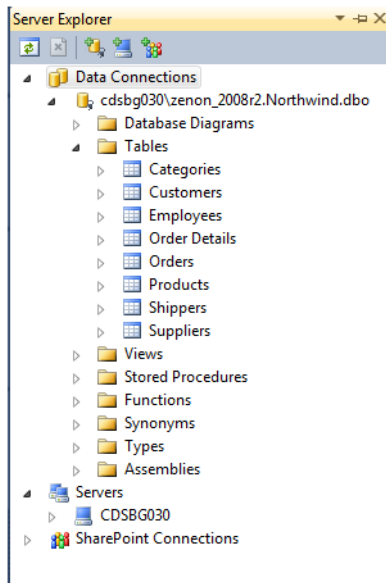 Server Explorer
Data Connections
cdsbg030\zenon_2008r2.Northwind.dbo
Database Diagrams
Tables
Categories
Customers
Employees
Order Details
Orders
Products
Shippers
Suppliers
Views
Stored Procedures
Functions
Synonyms
Types
Assemblies
Servers
CDSBG030
SharePoint Connections